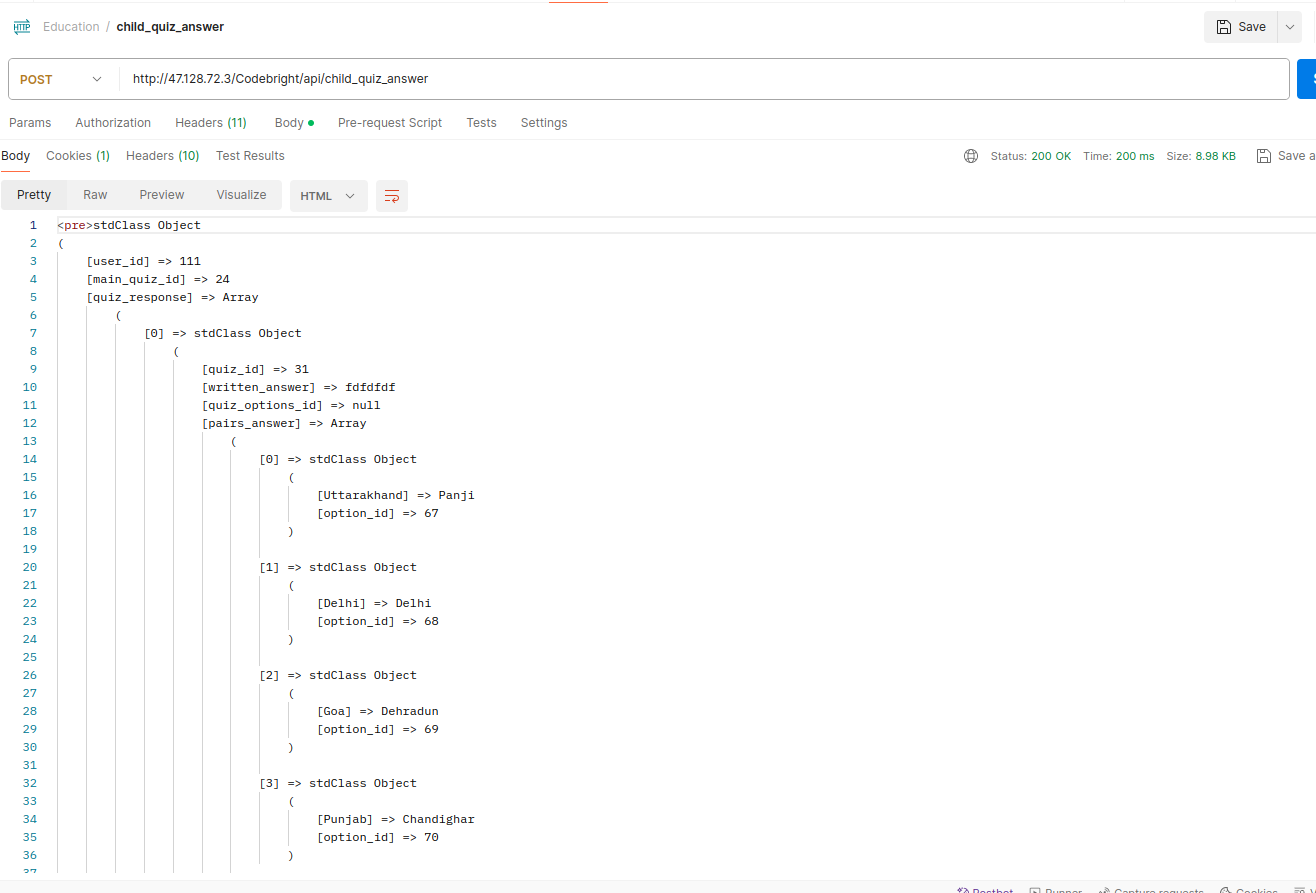 HTTP Education / child_quiz_answer Save
POST http://47.128.72.3/Codebright/api/child_quiz_answer
Params Authorization Headers (11) Body Pre-request Script Tests Settings
Body Cookies (1) Headers (10) Test Results Status: 200 OK Time: 200 ms Size: 8.98 KB Save a
Pretty Raw Preview Visualize HTML
1 <pre>stdClass Object
2 (
3 [user_id] => 111
4 [main_quiz_id] => 24
5 [quiz_response] => Array
6 (
7 [0] => stdClass Object
8 (
9 [quiz_id] => 31
10 [written_answer] => fdfdfdf
11 [quiz_options_id] => null
12 [pairs_answer] => Array
13 (
14 [0] => stdClass Object
15 (
16 [Uttarakhand] => Panji
17 [option_id] => 67
18 )
19
20 [1] => stdClass Object
21 (
22 [Delhi] => Delhi
23 [option_id] => 68
24 )
25
26 [2] => stdClass Object
27 (
28 [Goa] => Dehradun
29 [option_id] => 69
30 )
31
32 [3] => stdClass Object
33 (
34 [Punjab] => Chandighar
35 [option_id] => 70
36 )
37
Postbot Runner Capture requests Cookies